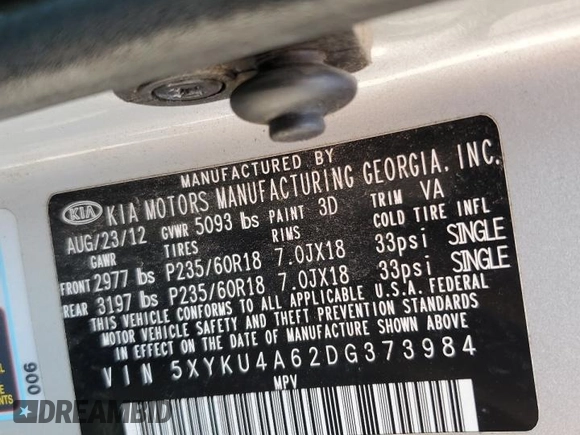 MANUFACTURED BY
KIA KIA MOTORS MANUFACTURING GEORGIA, INC.
AUG/23/12 GVWR 5093 lbs PAINT 3D TRIM VA
GAWR TIRES RIMS COLD TIRE INFL
FRONT 2977 lbs P235/60R18 7.0JX18 33psi SINGLE
REAR 3197 lbs P235/60R18 7.0JX18 33psi SINGLE
THIS VEHICLE CONFORMS TO ALL APPLICABLE U.S.A. FEDERAL
MOTOR VEHICLE SAFETY AND THEFT PREVENTION STANDARDS
IN EFFECT ON THE DATE OF MANUFACTURE SHOWN ABOVE.
VIN 5XYKU4A62DG373984
MPV
006
DREAMBID